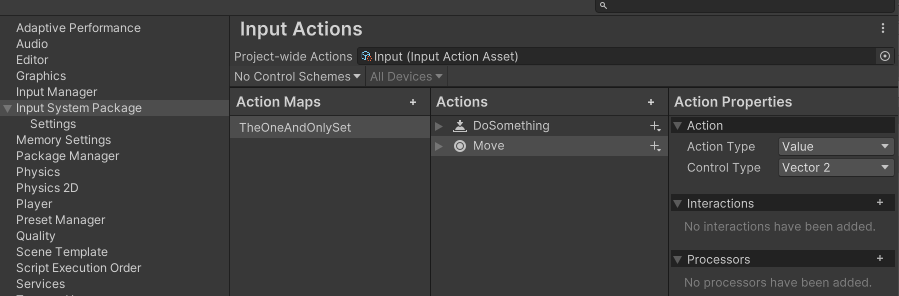 Input Actions
Adaptive Performance
Audio
Editor
Graphics
Input Manager
Input System Package
Settings
Memory Settings
Package Manager
Physics
Physics 2D
Player
Preset Manager
Quality
Scene Template
Script Execution Order
Services
Project-wide Actions Input (Input Action Asset)
No Control Schemes All Devices
Action Maps +
TheOneAndOnlySet
Actions +
DoSomething +
Move +
Action Properties
Action
Action Type Value
Control Type Vector 2
Interactions +
No interactions have been added.
Processors +
No processors have been added.